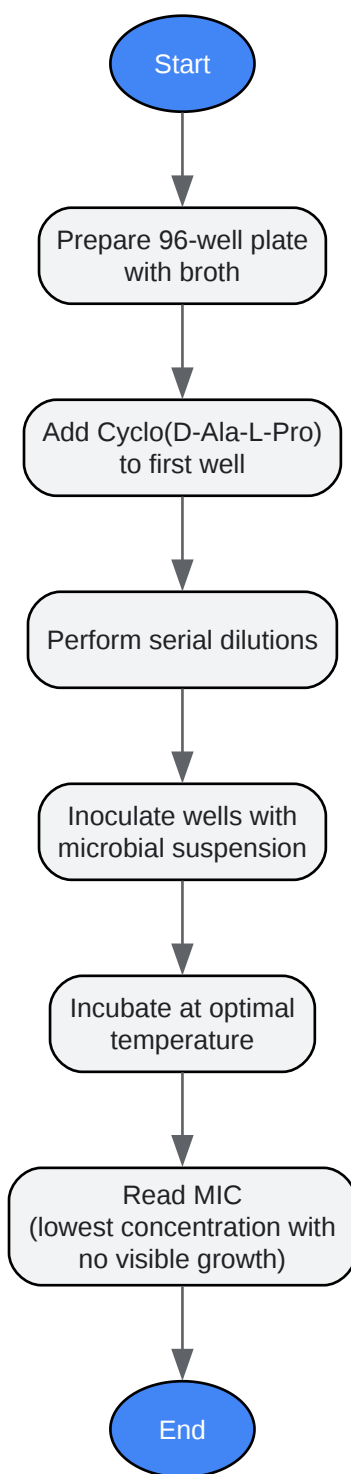 Start
Prepare 96-well plate
with broth
Add Cyclo(D-Ala-L-Pro)
to first well
Perform serial dilutions
Inoculate wells with
microbial suspension
Incubate at optimal
temperature
Read MIC
(lowest concentration with
no visible growth)
End